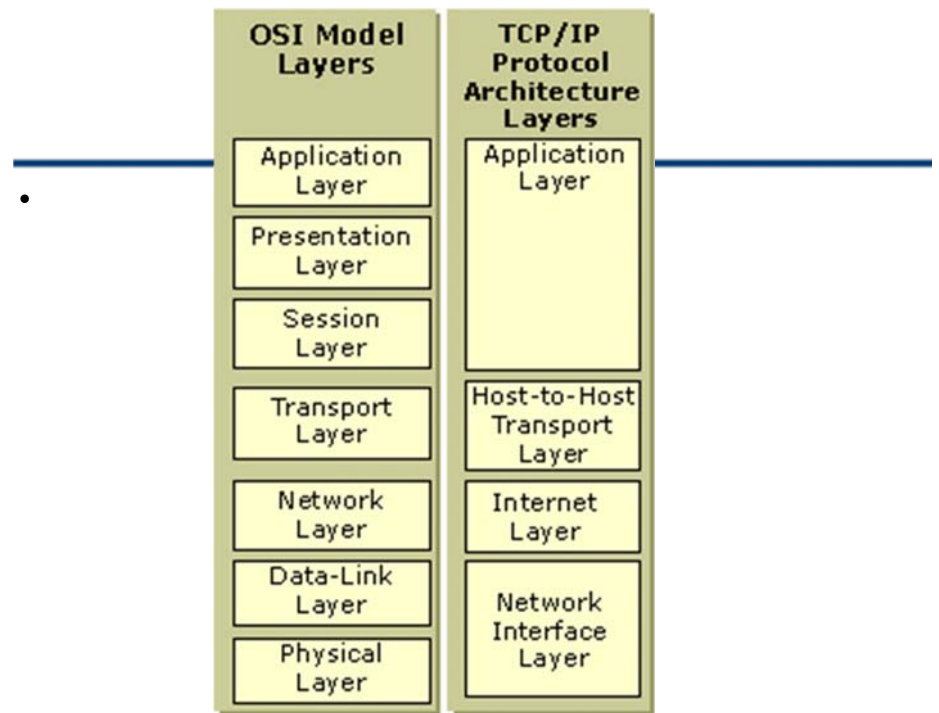 OSI Model
Layers
Application
Layer
Presentation
Layer
Session
Layer
Transport
Layer
Network
Layer
Data-Link
Layer
Physical
Layer
TCP/IP
Protocol
Architecture
Layers
Application
Layer
Host-to-Host
Transport
Layer
Internet
Layer
Network
Interface
Layer